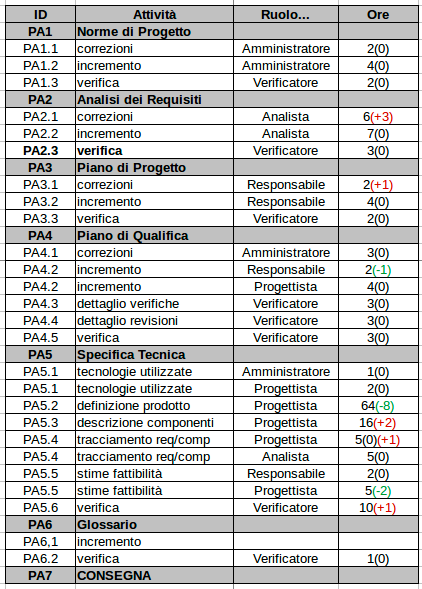 ID Attività Ruolo... Ore
PA1 Norme di Progetto
PA1.1 correzioni Amministratore 2(0)
PA1.2 incremento Amministratore 4(0)
PA1.3 verifica Verificatore 2(0)
PA2 Analisi dei Requisiti
PA2.1 correzioni Analista 6(+3)
PA2.2 incremento Analista 7(0)
PA2.3 verifica Verificatore 3(0)
PA3 Piano di Progetto
PA3.1 correzioni Responsabile 2(+1)
PA3.2 incremento Responsabile 4(0)
PA3.3 verifica Verificatore 2(0)
PA4 Piano di Qualifica
PA4.1 correzioni Amministratore 3(0)
PA4.2 incremento Responsabile 2(-1)
PA4.2 incremento Progettista 4(0)
PA4.3 dettaglio verifiche Verificatore 3(0)
PA4.4 dettaglio revisioni Verificatore 3(0)
PA4.5 verifica Verificatore 3(0)
PA5 Specifica Tecnica
PA5.1 tecnologie utilizzate Amministratore 1(0)
PA5.1 tecnologie utilizzate Progettista 2(0)
PA5.2 definizione prodotto Progettista 64(-8)
PA5.3 descrizione componenti Progettista 16(+2)
PA5.4 tracciamento req/comp Progettista 5(0)(+1)
PA5.4 tracciamento req/comp Analista 5(0)
PA5.5 stime fattibilità Responsabile 2(0)
PA5.5 stime fattibilità Progettista 5(-2)
PA5.6 verifica Verificatore 10(+1)
PA6 Glossario
PA6,1 incremento
PA6.2 verifica Verificatore 1(0)
PA7 CONSEGNA